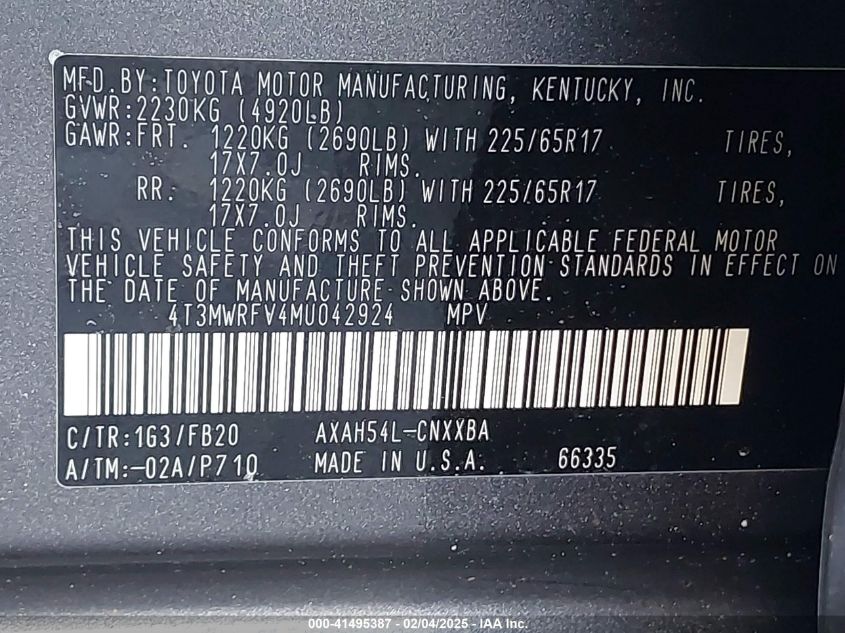 MFD. BY: TOYOTA MOTOR MANUFACTURING, KENTUCKY, INC.
GVWR: 2230KG (4920LB)
GAWR: FRT. 1220KG (2690LB) WITH 225/65R17 TIRES,
17X7.0J RIMS.
RR. 1220KG (2690LB) WITH 225/65R17 TIRES,
17X7.0J RIMS.
THIS VEHICLE CONFORMS TO ALL APPLICABLE FEDERAL MOTOR
VEHICLE SAFETY AND THEFT PREVENTION STANDARDS IN EFFECT ON
THE DATE OF MANUFACTURE SHOWN ABOVE.
4T3MWRFV4MU042924 MPV
C/TR: 1G3/FB20 AXAH54L-CNXXBA
A/TM: -02A/P710 MADE IN U.S.A. 66335
000-41495387 - 02/04/2025 - IAA Inc.